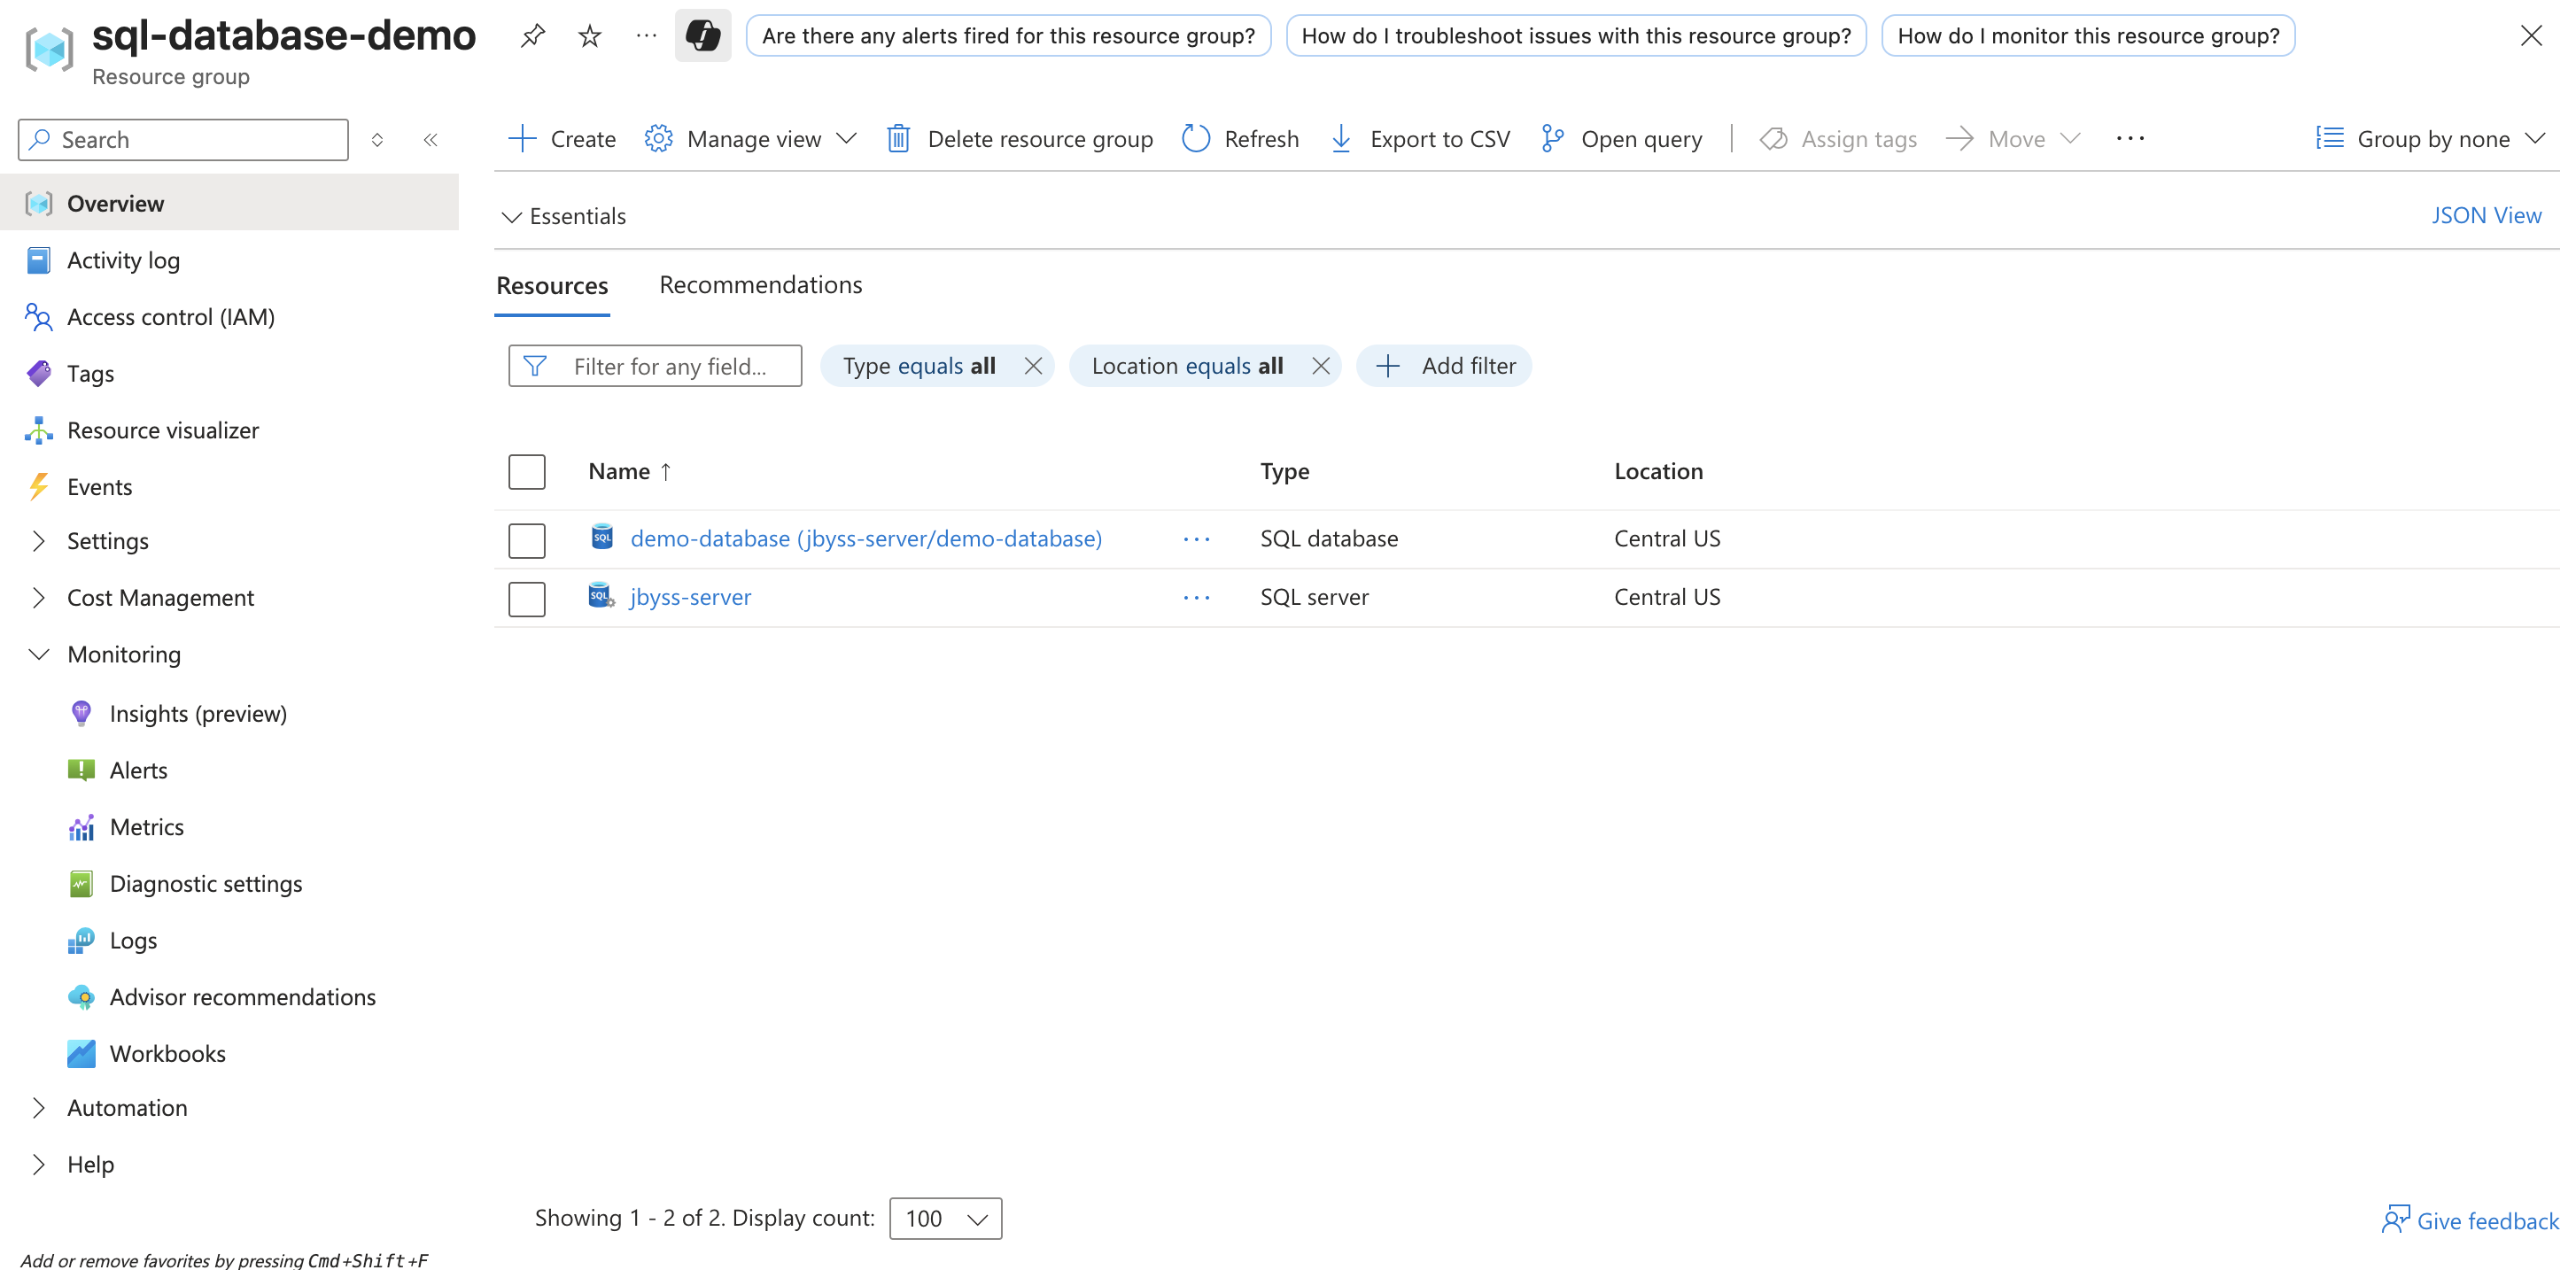 sql-database-demo
Resource group
Are there any alerts fired for this resource group?
How do I troubleshoot issues with this resource group?
How do I monitor this resource group?
Search
Create
Manage view
Delete resource group
Refresh
Export to CSV
Open query
Assign tags
Move
Group by none
Overview
Activity log
Access control (IAM)
Tags
Resource visualizer
Events
Settings
Cost Management
Monitoring
Insights (preview)
Alerts
Metrics
Diagnostic settings
Logs
Advisor recommendations
Workbooks
Automation
Help
Add or remove favorites by pressing Cmd+Shift+F
Essentials
JSON View
Resources
Recommendations
Filter for any field...
Type equals all
Location equals all
Add filter
Name ↑ Type Location
SQL demo-database (jbyss-server/demo-database) ... SQL database Central US
SQL jbyss-server ... SQL server Central US
Showing 1 - 2 of 2. Display count: 100
Give feedback